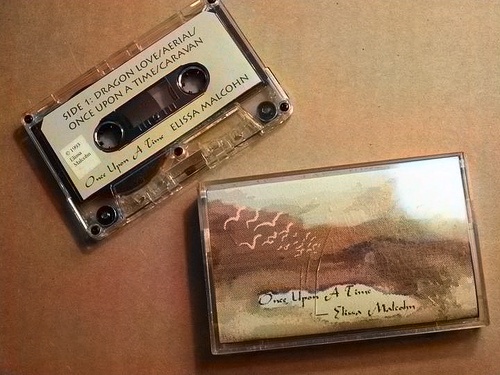 SIDE 1: DRAGON LOVE/AERIAL/
ONCE UPON A TIME/CARAVAN
© 1993
Elissa
Malcohn
Once Upon A Time ELISSA MALCOHN
Once Upon A Time
— Elissa Malcohn